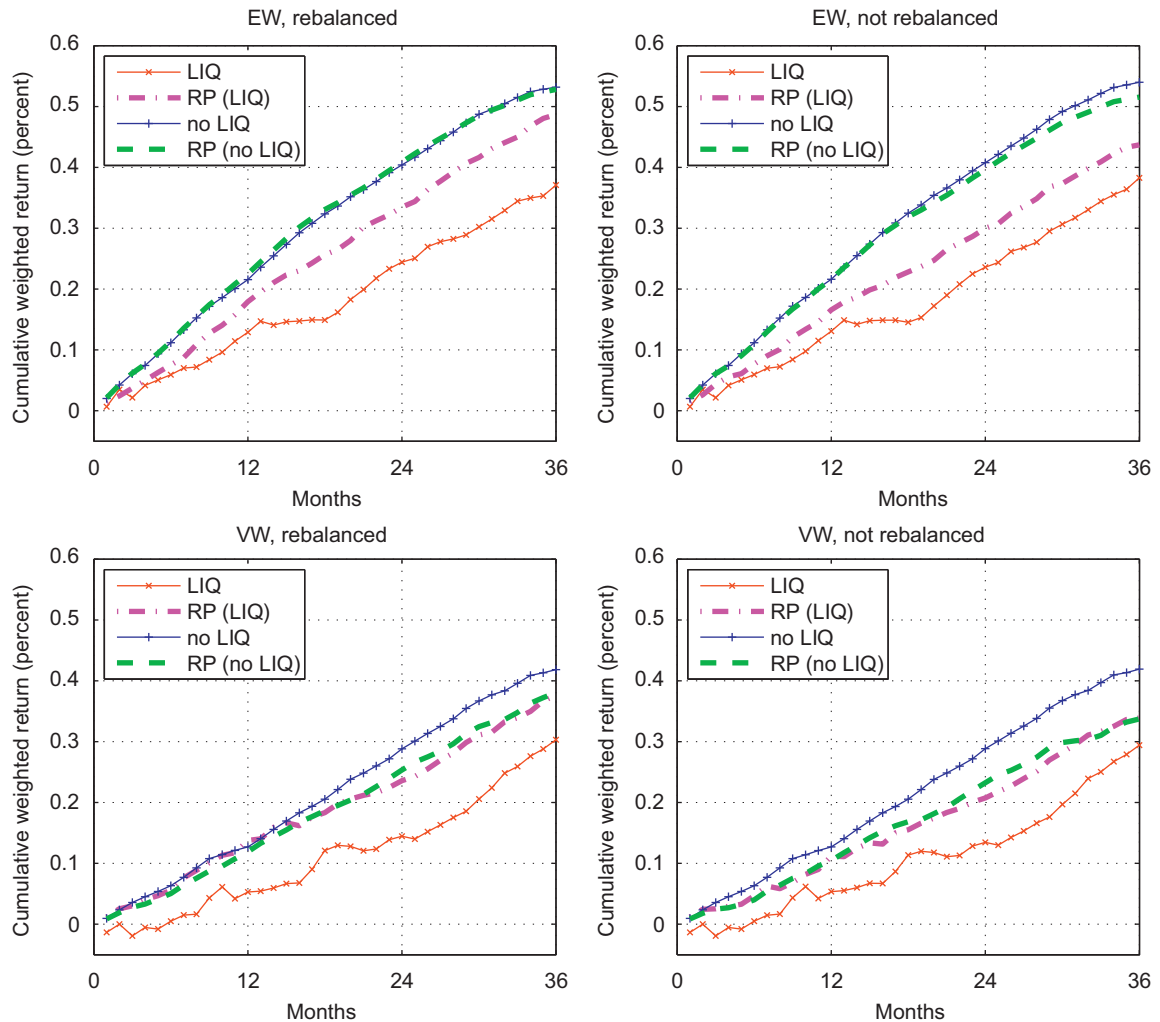 EW, rebalanced
Cumulative weighted return (percent)
0.6
0.5
0.4
0.3
0.2
0.1
0
LIQ
RP (LIQ)
no LIQ
RP (no LIQ)
0
12
24
36
Months
EW, not rebalanced
Cumulative weighted return (percent)
0.6
0.5
0.4
0.3
0.2
0.1
0
LIQ
RP (LIQ)
no LIQ
RP (no LIQ)
0
12
24
36
Months
VW, rebalanced
Cumulative weighted return (percent)
0.6
0.5
0.4
0.3
0.2
0.1
0
LIQ
RP (LIQ)
no LIQ
RP (no LIQ)
0
12
24
36
Months
VW, not rebalanced
Cumulative weighted return (percent)
0.6
0.5
0.4
0.3
0.2
0.1
0
LIQ
RP (LIQ)
no LIQ
RP (no LIQ)
0
12
24
36
Months